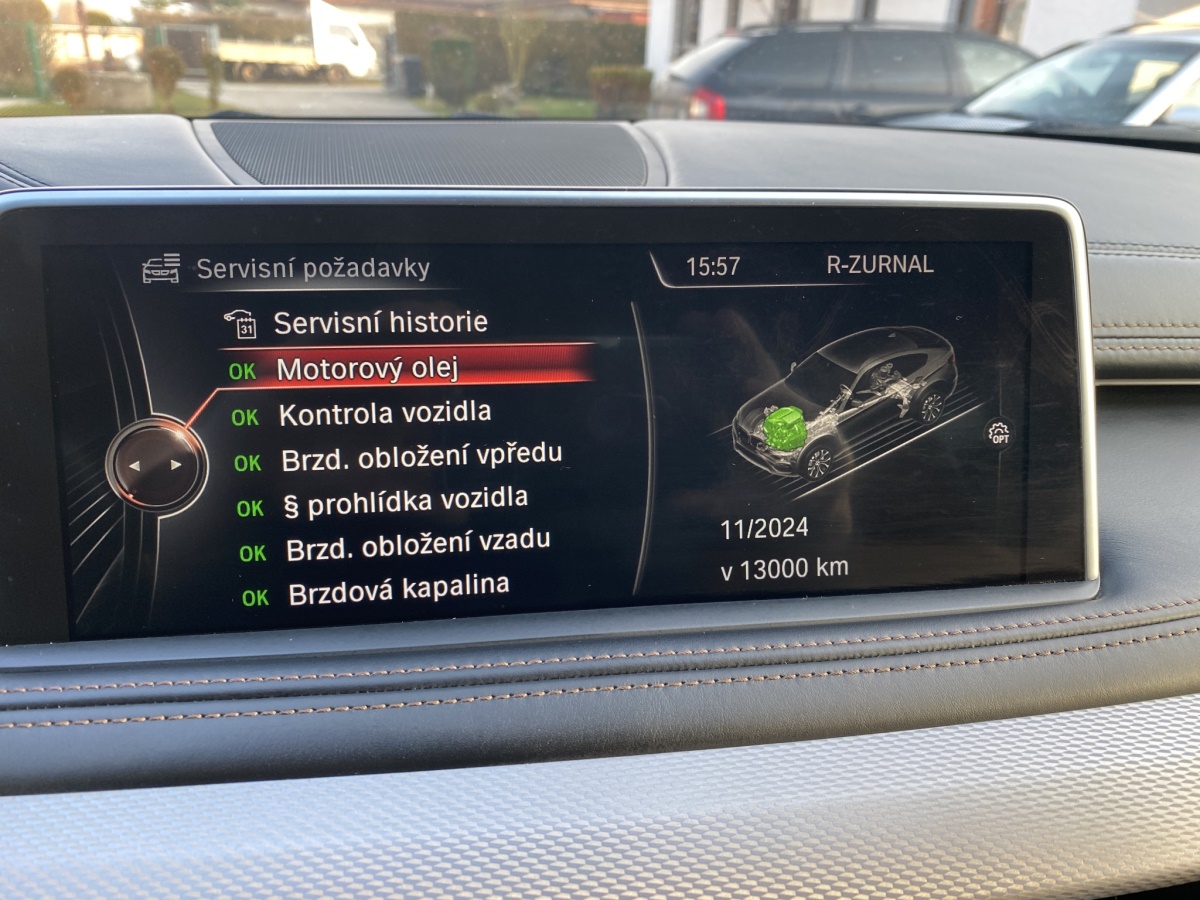 Servisní požadavky
15:57 R-ZURNAL
31 Servisní historie
OK Motorový olej
OK Kontrola vozidla
OK Brzd. obložení vpředu
OK § prohlídka vozidla
OK Brzd. obložení vzadu
OK Brzdová kapalina
OPT
11/2024
v 13000 km